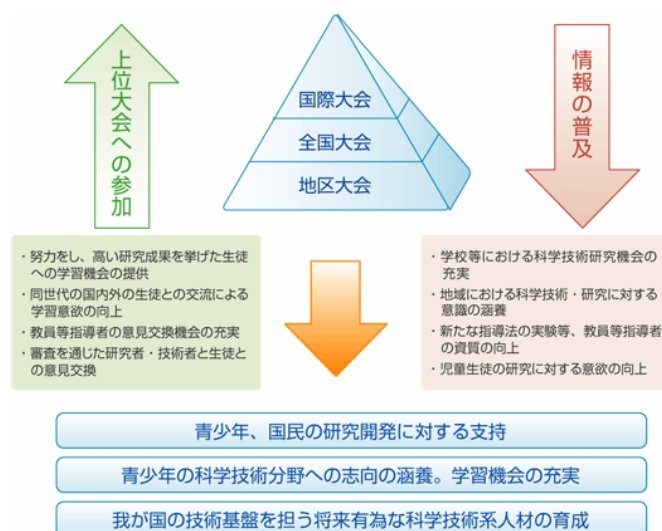 上位大会への参加
国際大会
全国大会
地区大会
情報の普及
・努力をし、高い研究成果を挙げた生徒
への学習機会の提供
・同世代の国内外の生徒との交流による
学習意欲の向上
・教員等指導者の意見交換機会の充実
・審査を通じた研究者・技術者と生徒と
の意見交換
・学校等における科学技術研究機会の
充実
・地域における科学技術・研究に対する
意識の涵養
・新たな指導法の実験等、教員等指導者
の資質の向上
・児童生徒の研究に対する意欲の向上
青少年、国民の研究開発に対する支持
青少年の科学技術分野への志向の涵養。学習機会の充実
我が国の技術基盤を担う将来有為な科学技術系人材の育成